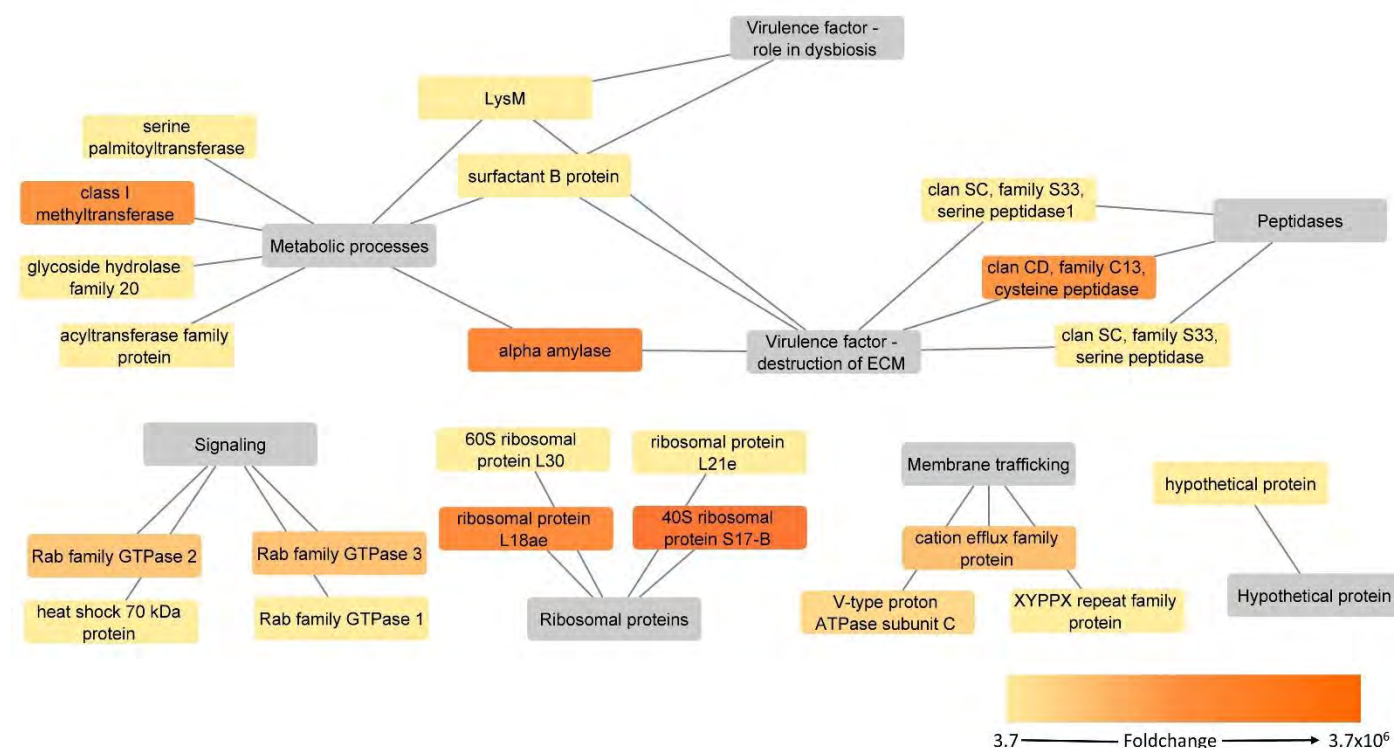 Virulence factor -
role in dysbiosis
LysM
serine
palmitoyltransferase
surfactant B protein
class I
methyltransferase
clan SC, family S33,
serine peptidase1
Peptidases
Metabolic processes
glycoside hydrolase
family 20
clan CD, family C13,
cysteine peptidase
acyltransferase family
protein
alpha amylase
Virulence factor -
destruction of ECM
clan SC, family S33,
serine peptidase
Signaling
60S ribosomal
protein L30
ribosomal protein
L21e
Membrane trafficking
hypothetical protein
Rab family GTPase 2
Rab family GTPase 3
ribosomal protein
L18ae
40S ribosomal
protein S17-B
cation efflux family
protein
heat shock 70 kDa
protein
Rab family GTPase 1
Ribosomal proteins
V-type proton
ATPase subunit C
XYPPX repeat family
protein
Hypothetical protein
3.7 Foldchange 3.7x10⁶